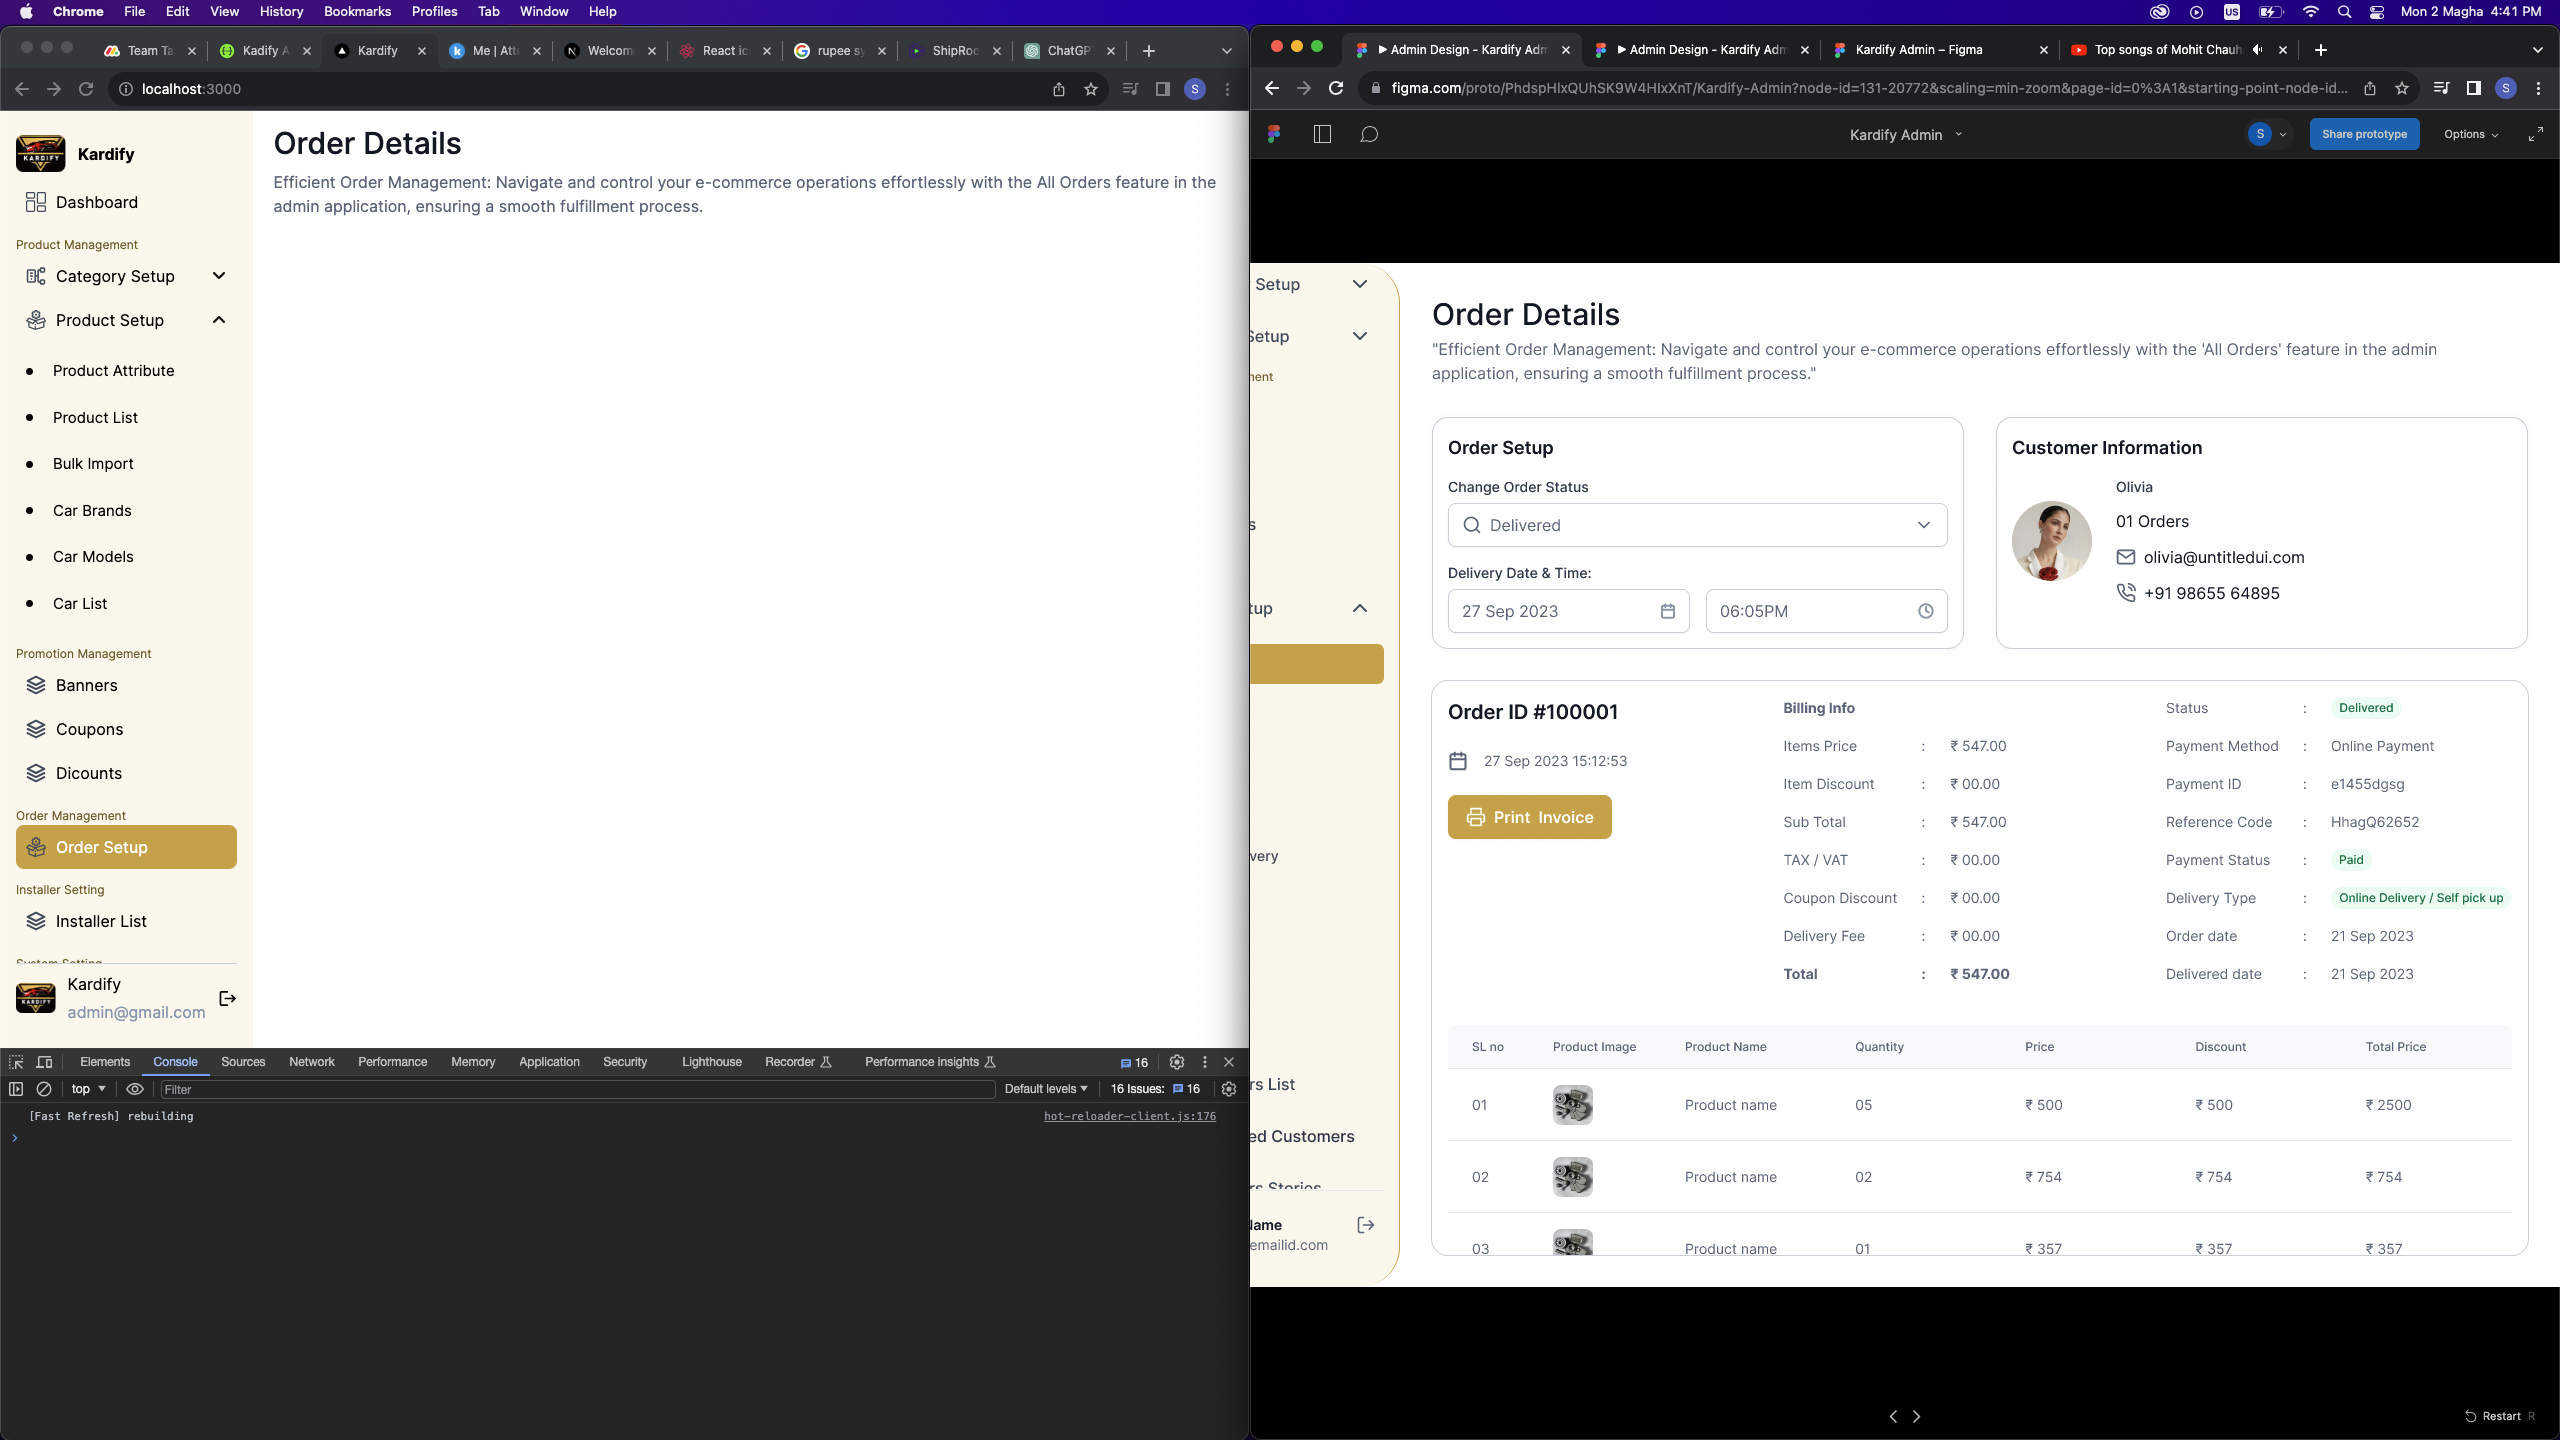 Chrome File Edit View History Bookmarks Profiles Tab Window Help
US Mon 2 Magha 4:41 PM
Team Ta Kadify A Kardify Me | Atte Welcom React ic rupee sy ShipRoc ChatGP
localhost:3000
S
Kardify
Dashboard
Product Management
Category Setup
Product Setup
Product Attribute
Product List
Bulk Import
Car Brands
Car Models
Car List
Promotion Management
Banners
Coupons
Dicounts
Order Management
Order Setup
Installer Setting
Installer List
System Setting
Kardify
admin@gmail.com
Order Details
Efficient Order Management: Navigate and control your e-commerce operations effortlessly with the All Orders feature in the
admin application, ensuring a smooth fulfillment process.
Elements Console Sources Network Performance Memory Application Security Lighthouse Recorder Performance insights 16
top Filter Default levels 16 Issues: 16
[Fast Refresh] rebuilding hot-reloader-client.js:176
Admin Design - Kardify Adm Admin Design - Kardify Adm Kardify Admin – Figma Top songs of Mohit Chauh
figma.com/proto/PhdspHIxQUhSK9W4HIxXnT/Kardify-Admin?node-id=131-20772&scaling=min-zoom&page-id=0%3A1&starting-point-node-id...
S
Kardify Admin
S Share prototype Options
Setup
Setup
ment
s
tup
very
rs List
ed Customers
rs Stories
Name
emailid.com
Order Details
"Efficient Order Management: Navigate and control your e-commerce operations effortlessly with the 'All Orders' feature in the admin
application, ensuring a smooth fulfillment process."
Order Setup
Change Order Status
Delivered
Delivery Date & Time:
27 Sep 2023 06:05PM
Customer Information
Olivia
01 Orders
olivia@untitledui.com
+91 98655 64895
Order ID #100001
27 Sep 2023 15:12:53
Print Invoice
Billing Info
Items Price : ₹ 547.00
Item Discount : ₹ 00.00
Sub Total : ₹ 547.00
TAX / VAT : ₹ 00.00
Coupon Discount : ₹ 00.00
Delivery Fee : ₹ 00.00
Total : ₹ 547.00
Status : Delivered
Payment Method : Online Payment
Payment ID : e1455dgsg
Reference Code : HhagQ62652
Payment Status : Paid
Delivery Type : Online Delivery / Self pick up
Order date : 21 Sep 2023
Delivered date : 21 Sep 2023
SL no Product Image Product Name Quantity Price Discount Total Price
01 Product name 05 ₹ 500 ₹ 500 ₹ 2500
02 Product name 02 ₹ 754 ₹ 754 ₹ 754
03 Product name 01 ₹ 357 ₹ 357 ₹ 357
Restart R